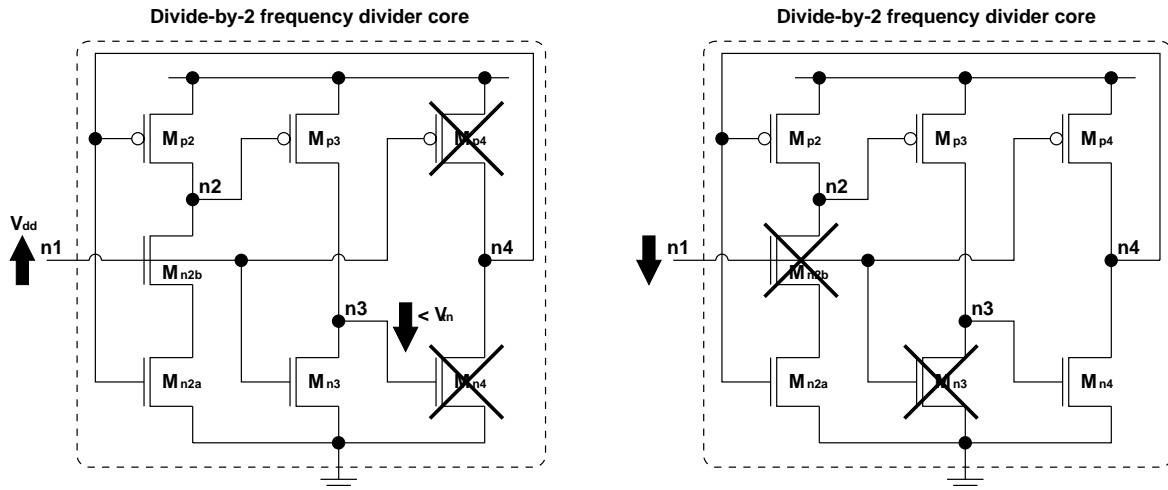 Divide-by-2 frequency divider core
Mp2
Mp3
Mp4
n2
Vdd
n1
n4
Mn2b
n3
< Vtn
Mn2a
Mn3
Mn4
Divide-by-2 frequency divider core
Mp2
Mp3
Mp4
n2
n1
n4
Mn2b
n3
Mn2a
Mn3
Mn4